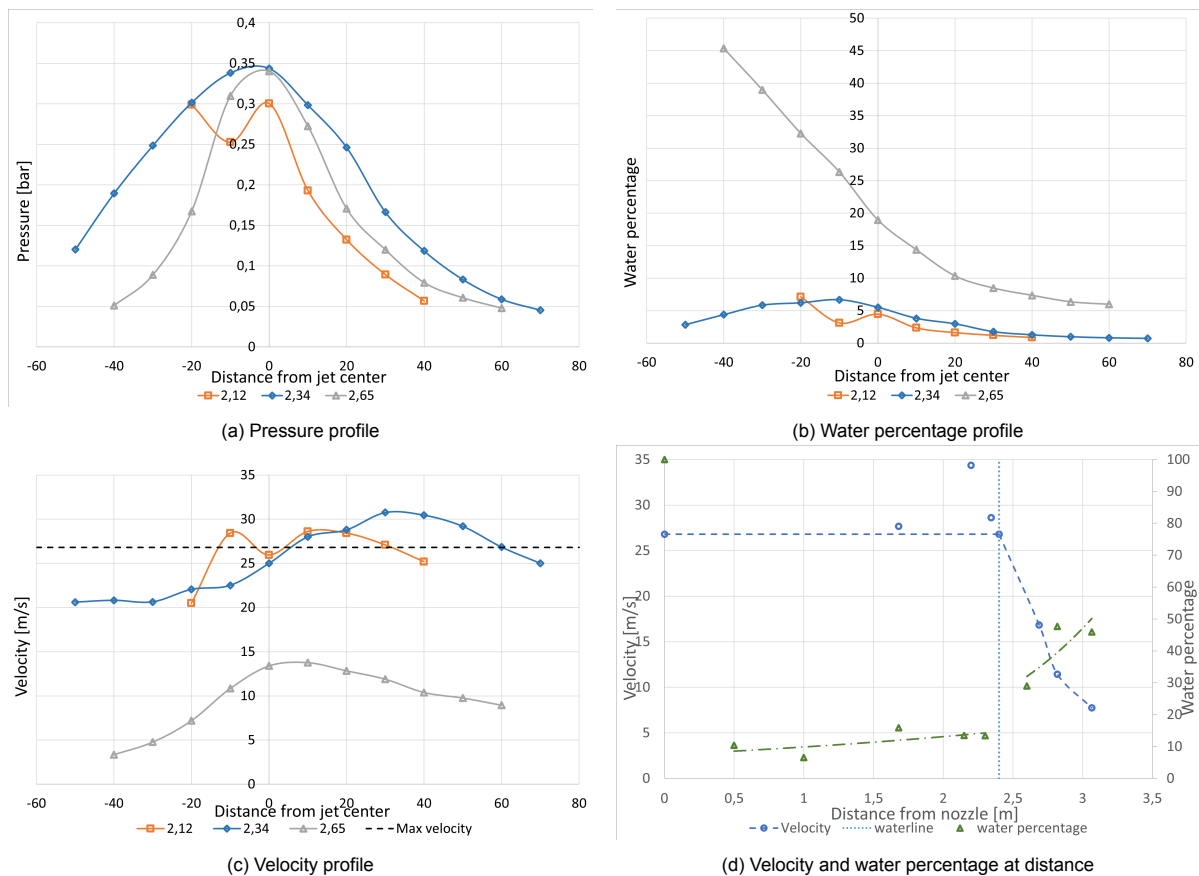 0,4
0,35
0,3
0,25
0,2
0,15
0,1
0,05
0
Pressure [bar]
-60 -40 -20 0 20 40 60 80
Distance from jet center
2,12 2,34 2,65
(a) Pressure profile
50
45
40
35
30
25
20
15
10
5
0
Water percentage
-60 -40 -20 0 20 40 60 80
Distance from jet center
2,12 2,34 2,65
(b) Water percentage profile
35
30
25
20
15
10
5
0
Velocity [m/s]
-60 -40 -20 0 20 40 60 80
Distance from jet center
2,12 2,34 2,65 Max velocity
(c) Velocity profile
35
30
25
20
15
10
5
0
Velocity [m/s]
100
90
80
70
60
50
40
30
20
10
0
Water percentage
0 0,5 1 1,5 2 2,5 3 3,5
Distance from nozzle [m]
Velocity waterline water percentage
(d) Velocity and water percentage at distance